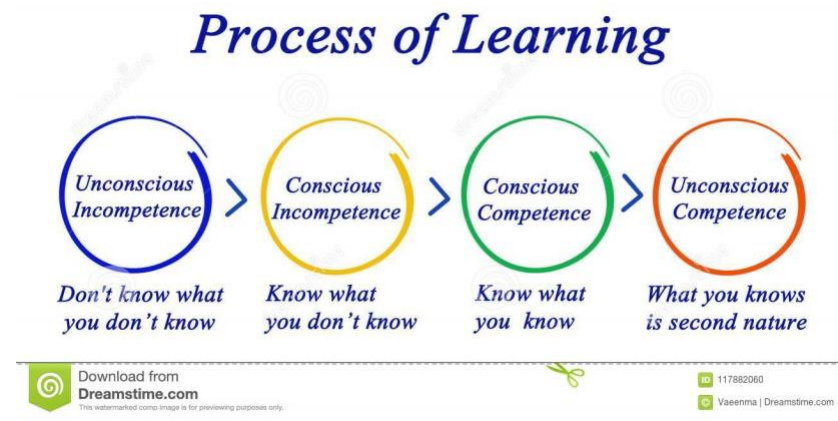 Process of Learning
Unconscious
Incompetence
Conscious
Incompetence
Conscious
Competence
Unconscious
Competence
Don't know what
you don't know
Know what
you don't know
Know what
you know
What you knows
is second nature
Download from
Dreamstime.com
This watermarked comp image is for previewing purposes only.
ID 117882060
© Vaeenma | Dreamstime.com